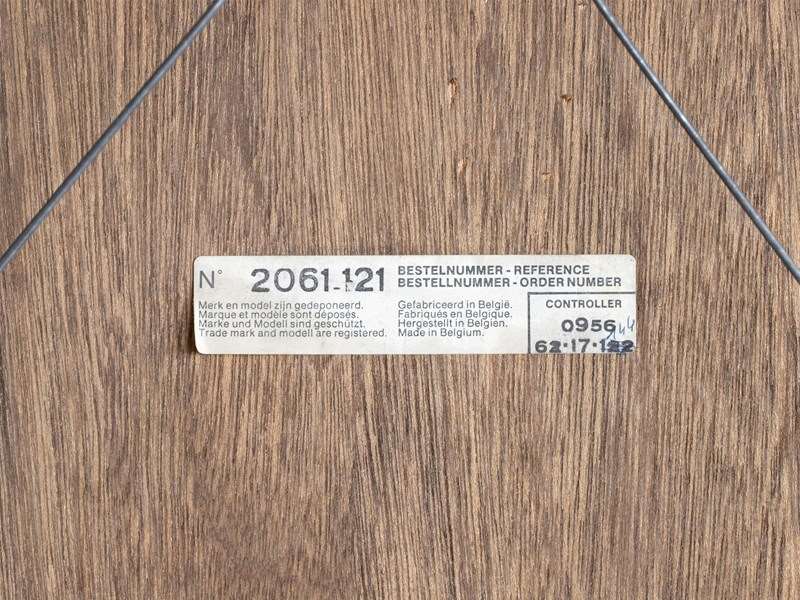 N° 2061-121 BESTELNUMMER - REFERENCE
BESTELLNUMMER - ORDER NUMBER
Merk en model zijn gedeponeerd.
Marque et modèle sont déposés.
Marke und Modell sind geschützt.
Trade mark and modell are registered.
Gefabriceerd in België.
Fabriqués en Belgique.
Hergestellt in Belgien.
Made in Belgium.
CONTROLLER
0956